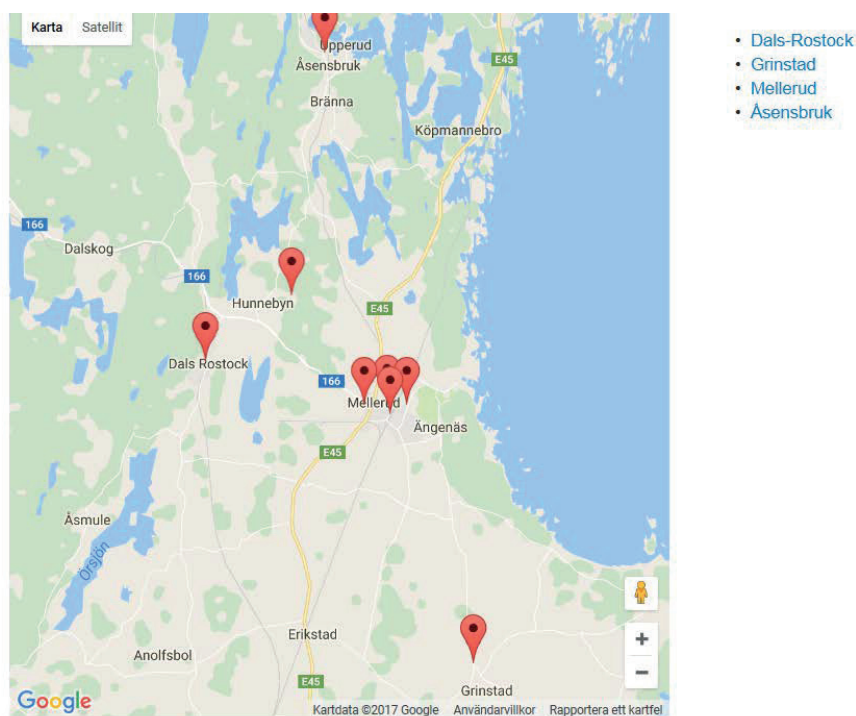 Karta Satellit
Upperud
Åsensbruk
E45
Bränna
Köpmannebro
166
Dalskog
166
Hunnebyn
E45
Dals Rostock
166
Mellerud
Ängenäs
E45
Åsmule
Örsjön
Erikstad
Anolfsbol
E45
Grinstad
+
−
Google
Kartdata ©2017 Google Användarvillkor Rapportera ett kartfel
• Dals-Rostock
• Grinstad
• Mellerud
• Åsensbruk